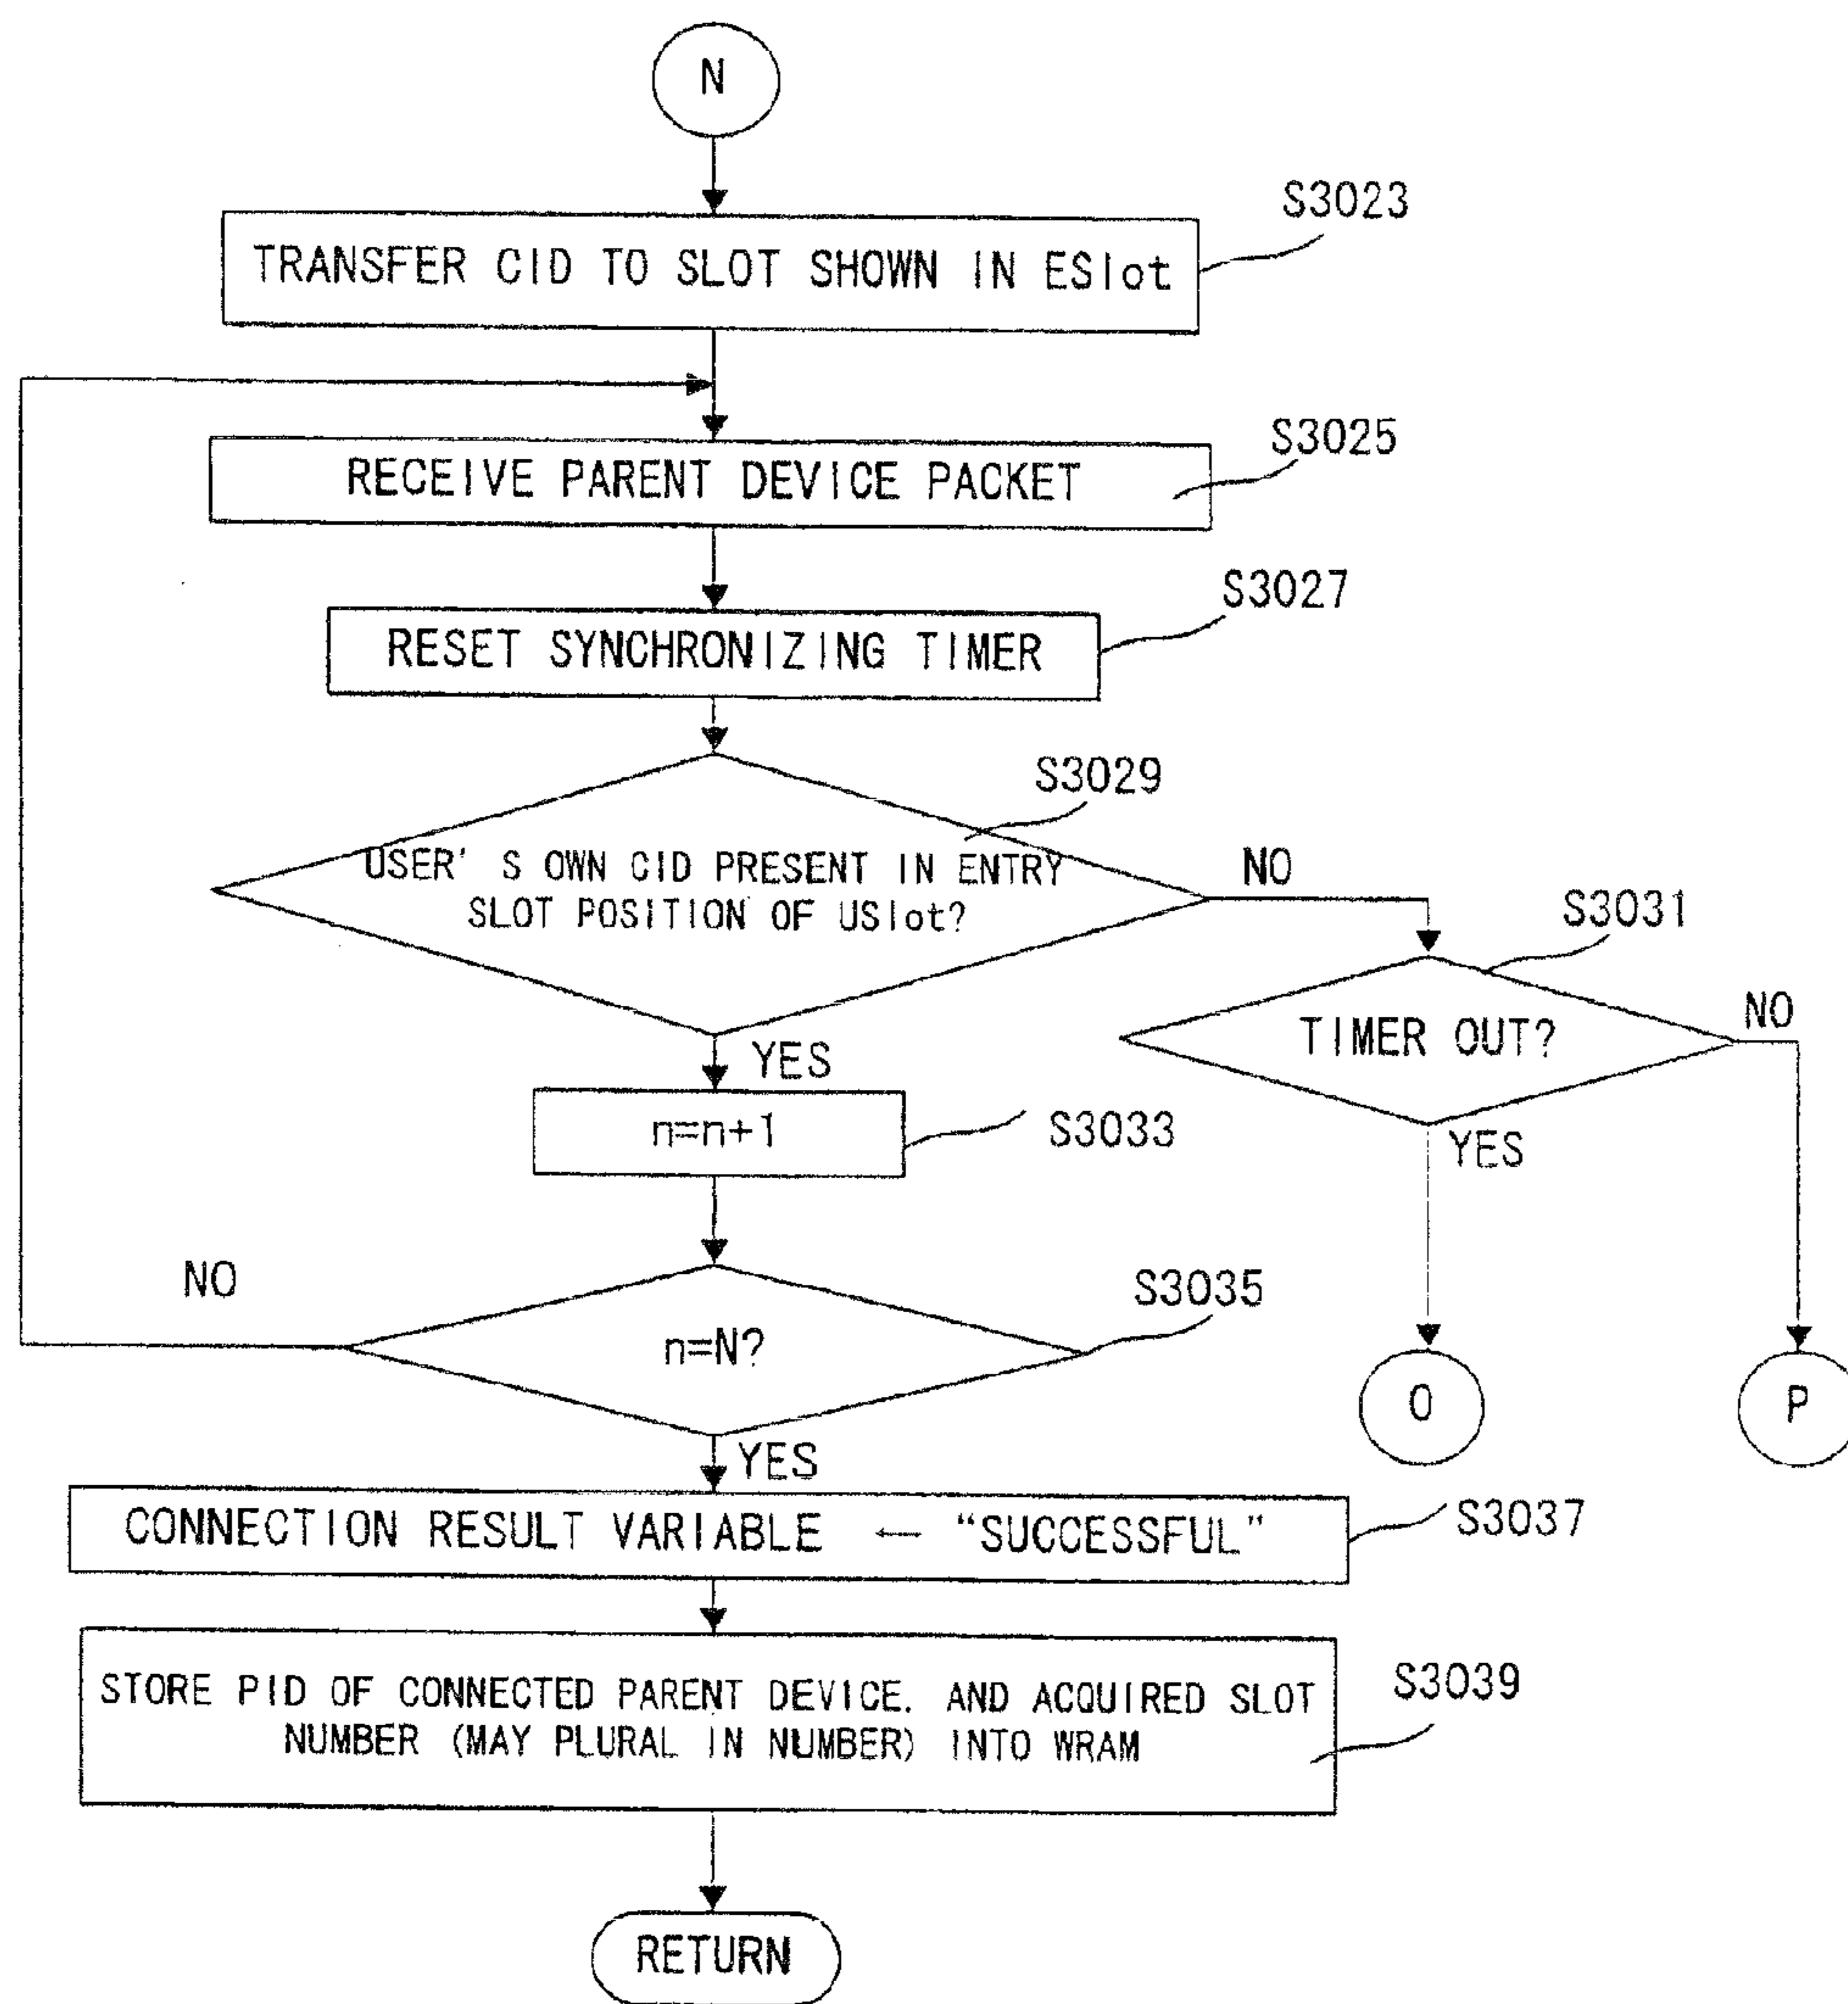 N
S3023
TRANSFER CID TO SLOT SHOWN IN ESlot
S3025
RECEIVE PARENT DEVICE PACKET
S3027
RESET SYNCHRONIZING TIMER
S3029
USER' S OWN CID PRESENT IN ENTRY
SLOT POSITION OF USlot?
NO
S3031
TIMER OUT?
NO
YES
YES
n=n+1
S3033
NO
S3035
n=N?
O
P
YES
CONNECTION RESULT VARIABLE ← “SUCCESSFUL”
S3037
STORE PID OF CONNECTED PARENT DEVICE. AND ACQUIRED SLOT
NUMBER (MAY PLURAL IN NUMBER) INTO WRAM
S3039
RETURN